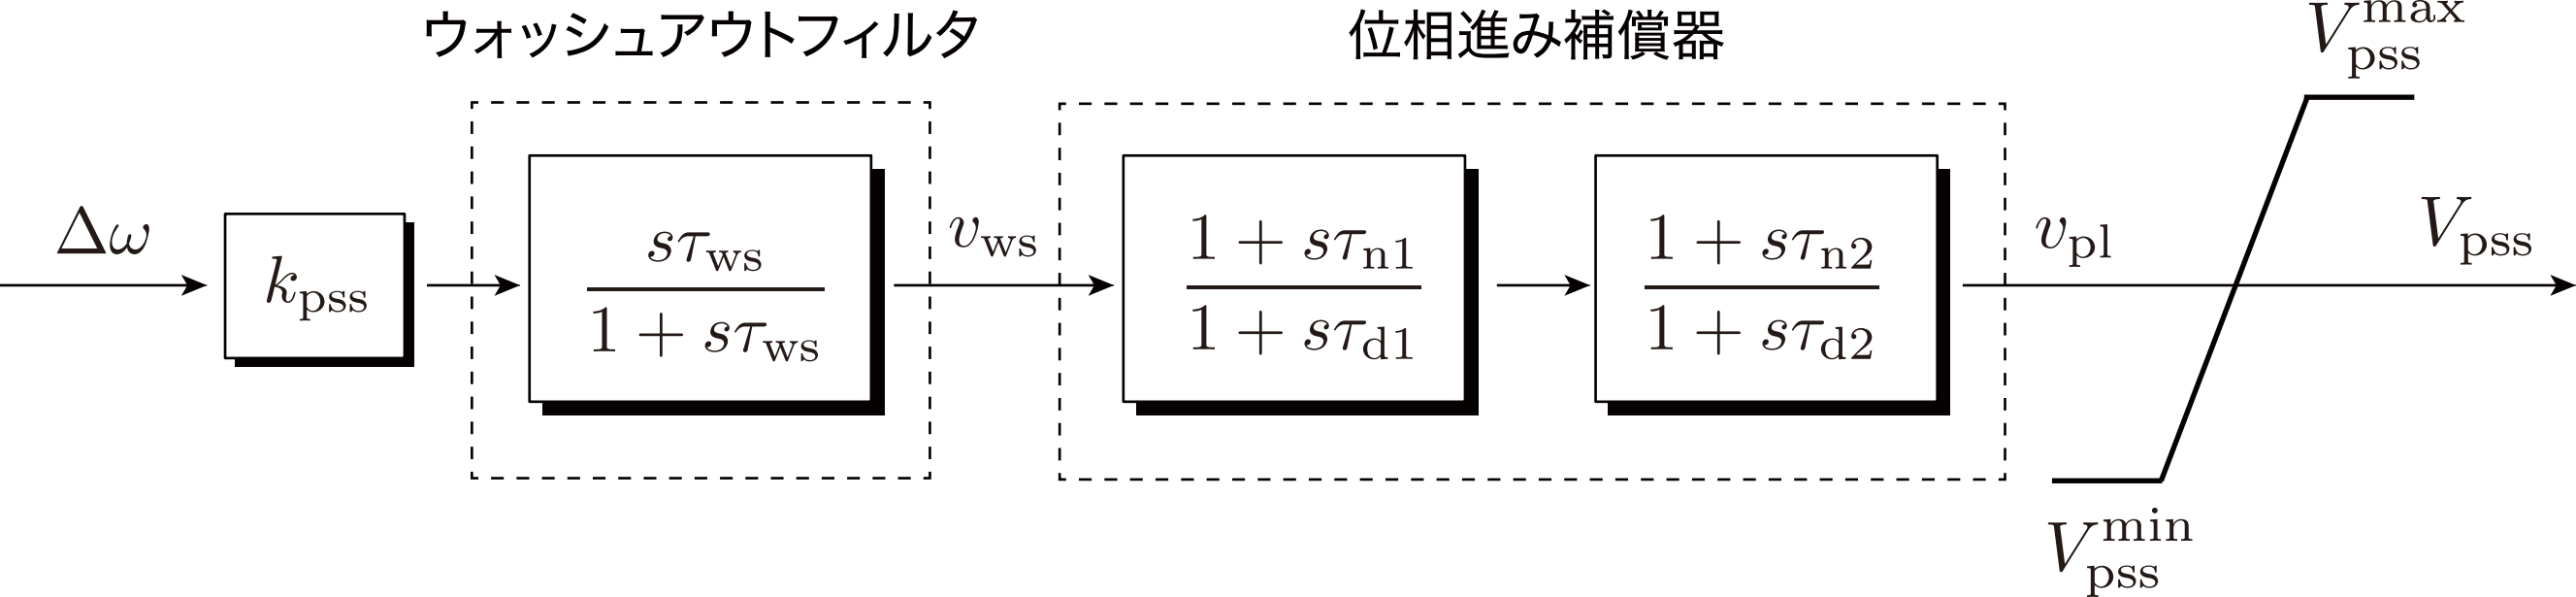 ウォッシュアウトフィルタ
位相進み補償器
V_pss^max
Δω
k_pss
sτ_ws
1 + sτ_ws
v_ws
1 + sτ_n1
1 + sτ_d1
1 + sτ_n2
1 + sτ_d2
v_pl
V_pss
V_pss^min